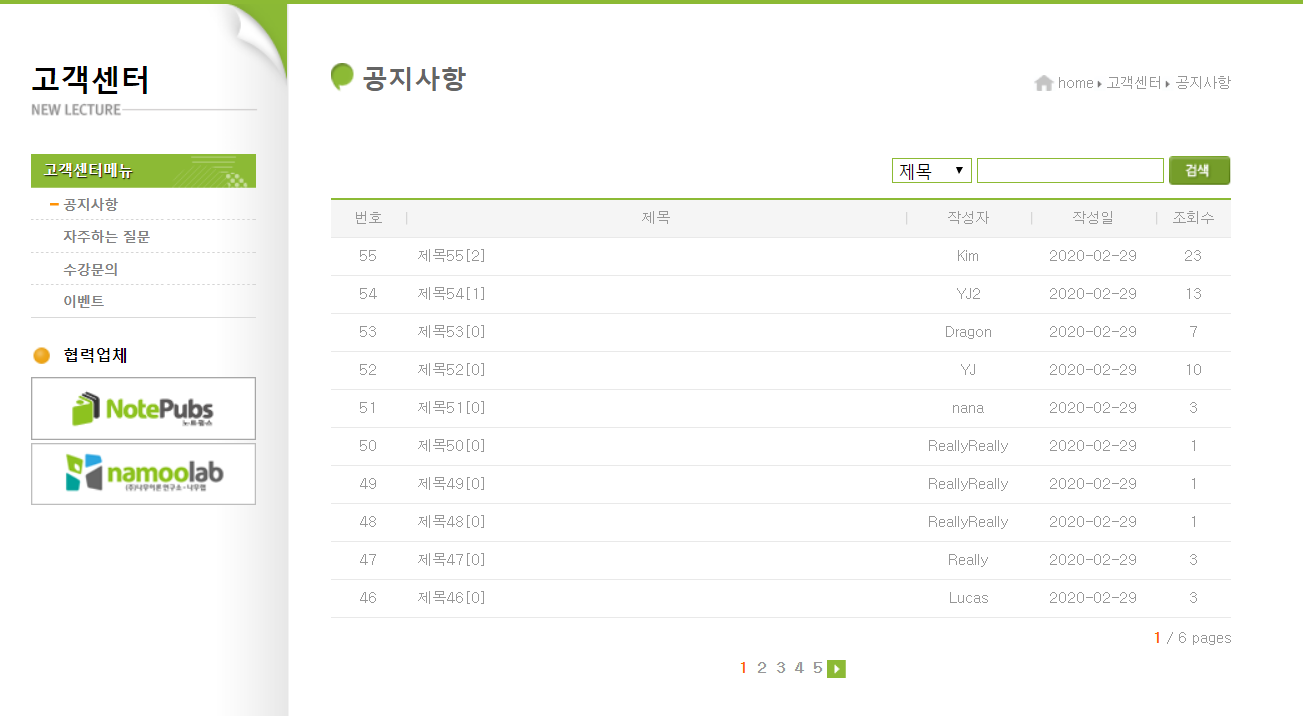 고객센터
NEW LECTURE
고객센터메뉴
공지사항
자주하는 질문
수강문의
이벤트
협력업체
NotePubs
노트펍스
namoolab
(주)나무이론연구소-나무랩
공지사항
home 고객센터 공지사항
제목 검색
번호 제목 작성자 작성일 조회수
55 제목55[2] Kim 2020-02-29 23
54 제목54[1] YJ2 2020-02-29 13
53 제목53[0] Dragon 2020-02-29 7
52 제목52[0] YJ 2020-02-29 10
51 제목51[0] nana 2020-02-29 3
50 제목50[0] ReallyReally 2020-02-29 1
49 제목49[0] ReallyReally 2020-02-29 1
48 제목48[0] ReallyReally 2020-02-29 1
47 제목47[0] Really 2020-02-29 3
46 제목46[0] Lucas 2020-02-29 3
1 / 6 pages
1 2 3 4 5